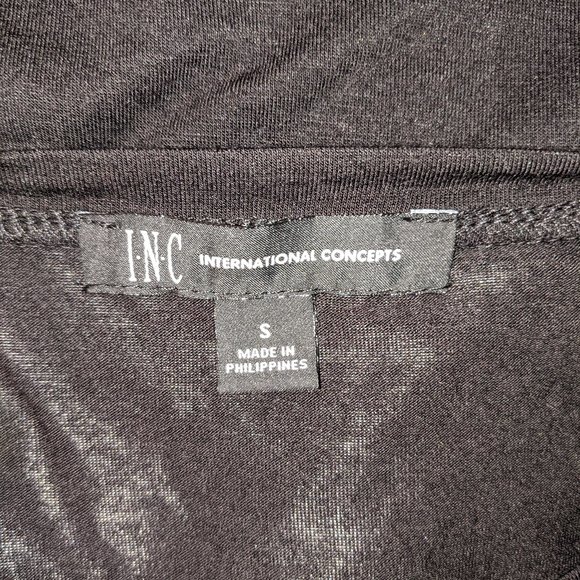 I·N·C INTERNATIONAL CONCEPTS
S
MADE IN
PHILIPPINES